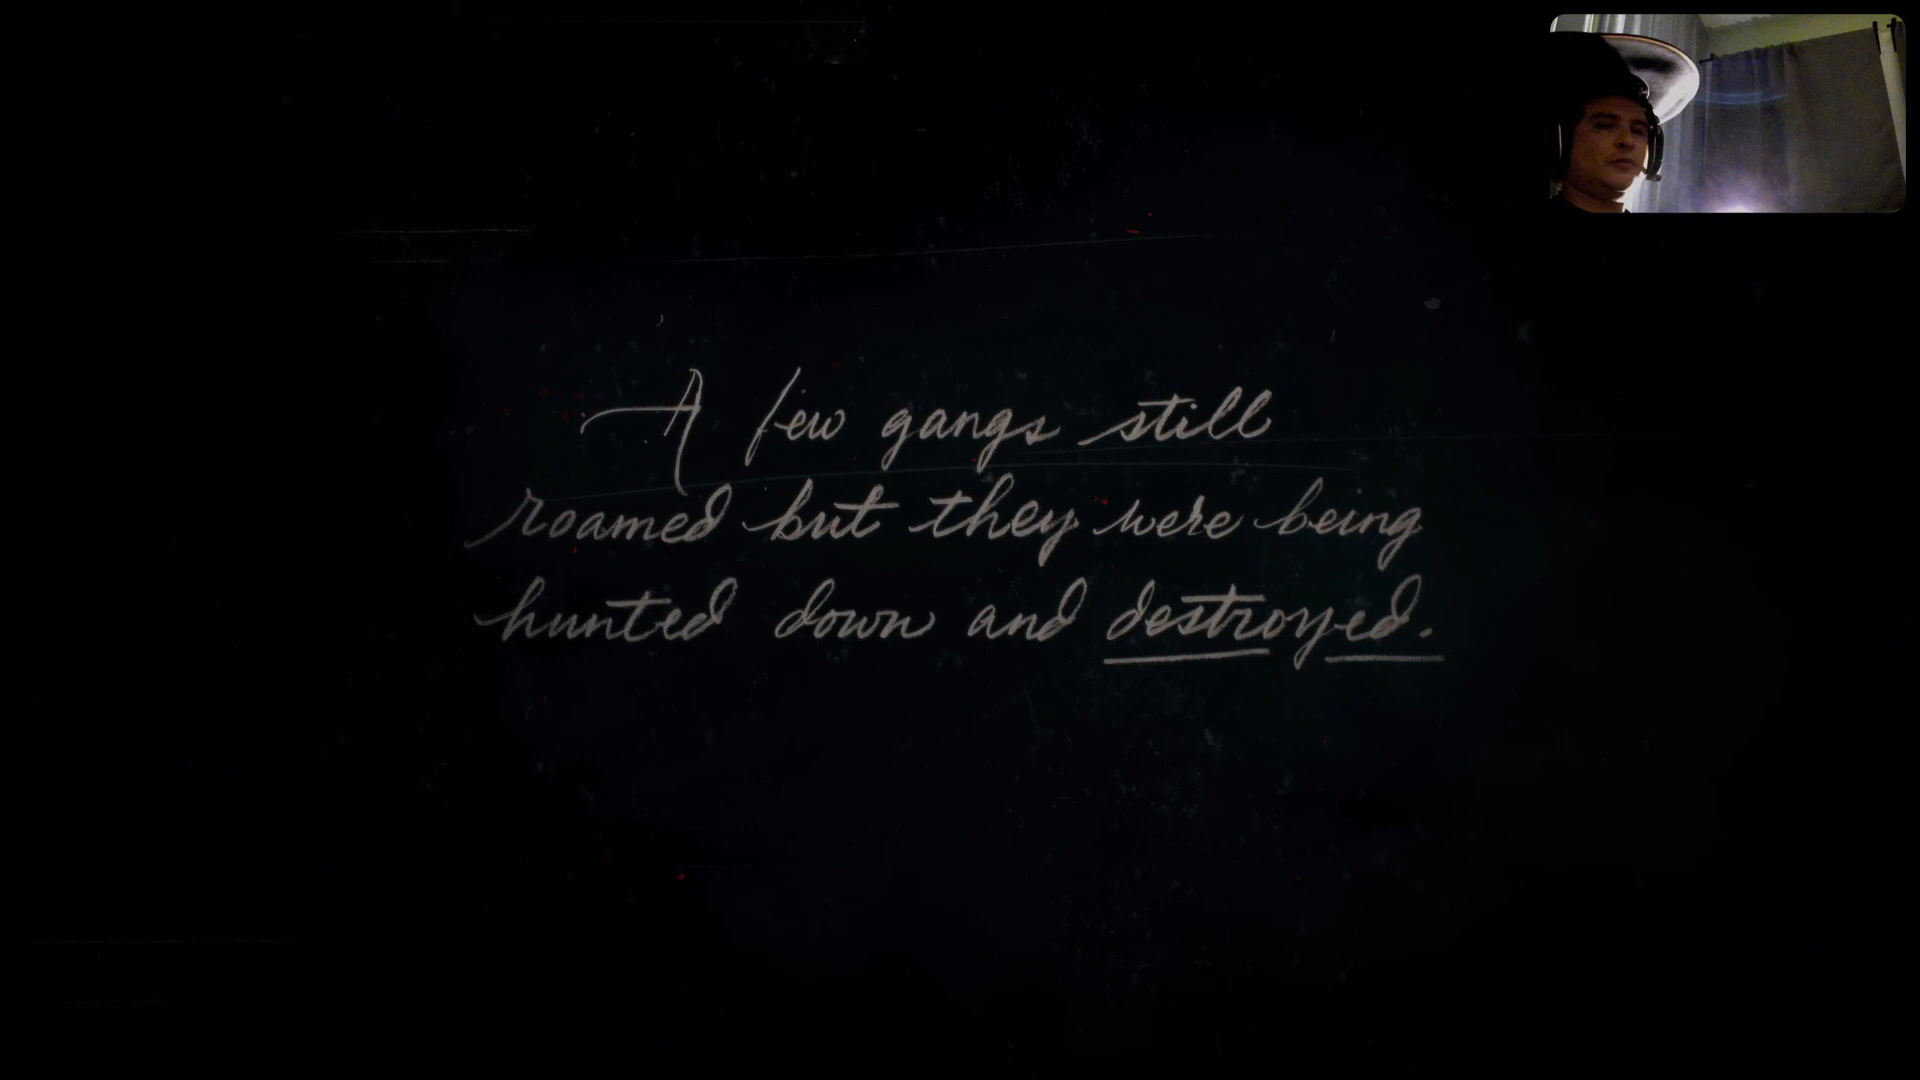 A few gangs still
roamed but they were being
hunted down and destroyed.